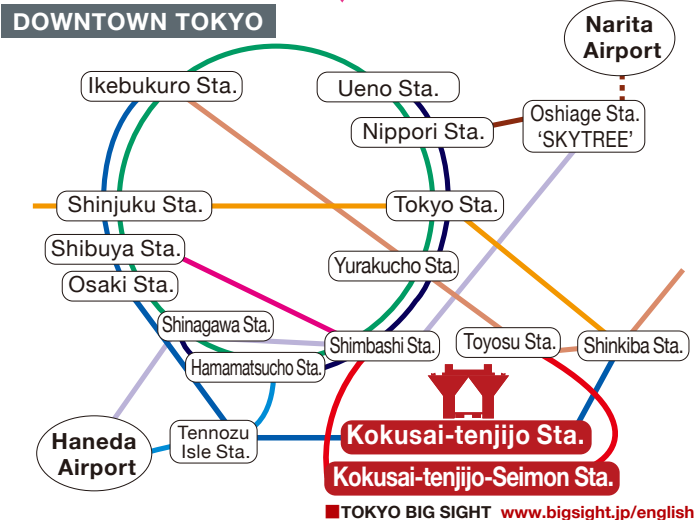 DOWNTOWN TOKYO
Narita
Airport
Ikebukuro Sta.
Ueno Sta.
Nippori Sta.
Oshiage Sta.
‘SKYTREE’
Shinjuku Sta.
Tokyo Sta.
Shibuya Sta.
Yurakucho Sta.
Osaki Sta.
Shinagawa Sta.
Shimbashi Sta.
Toyosu Sta.
Shinkiba Sta.
Hamamatsucho Sta.
Haneda
Airport
Tennozu
Isle Sta.
Kokusai-tenjijo Sta.
Kokusai-tenjijo-Seimon Sta.
■TOKYO BIG SIGHT www.bigsight.jp/english